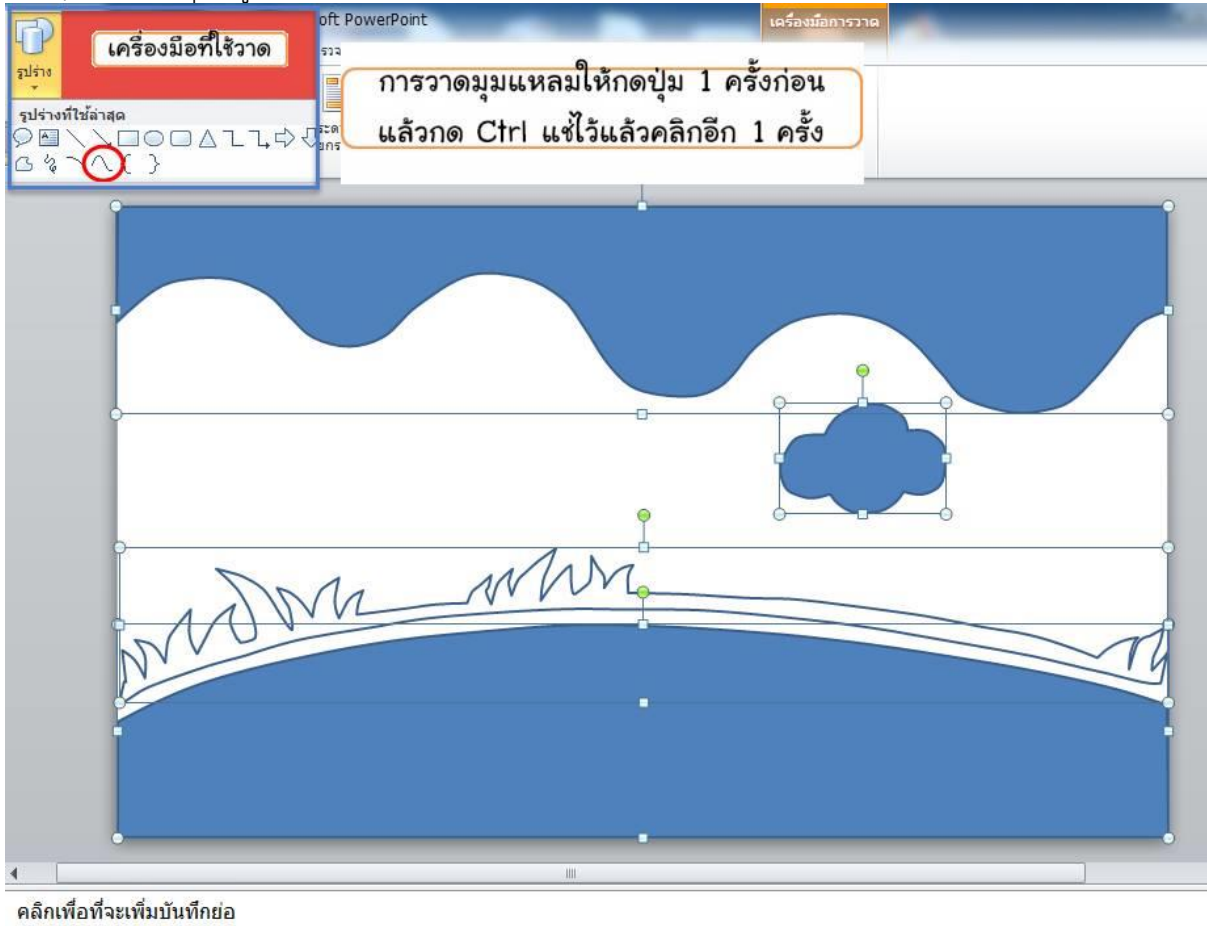 oft PowerPoint
เครื่องมือการวาด
เครื่องมือที่ใช้วาด
รูปร่าง
รูปร่างที่ใช้ล่าสุด
การวาดมุมแหลมให้กดปุ่ม 1 ครั้งก่อน
แล้วกด Ctrl แช่ไว้แล้วคลิกอีก 1 ครั้ง
คลิกเพื่อที่จะเพิ่มบันทึกย่อ